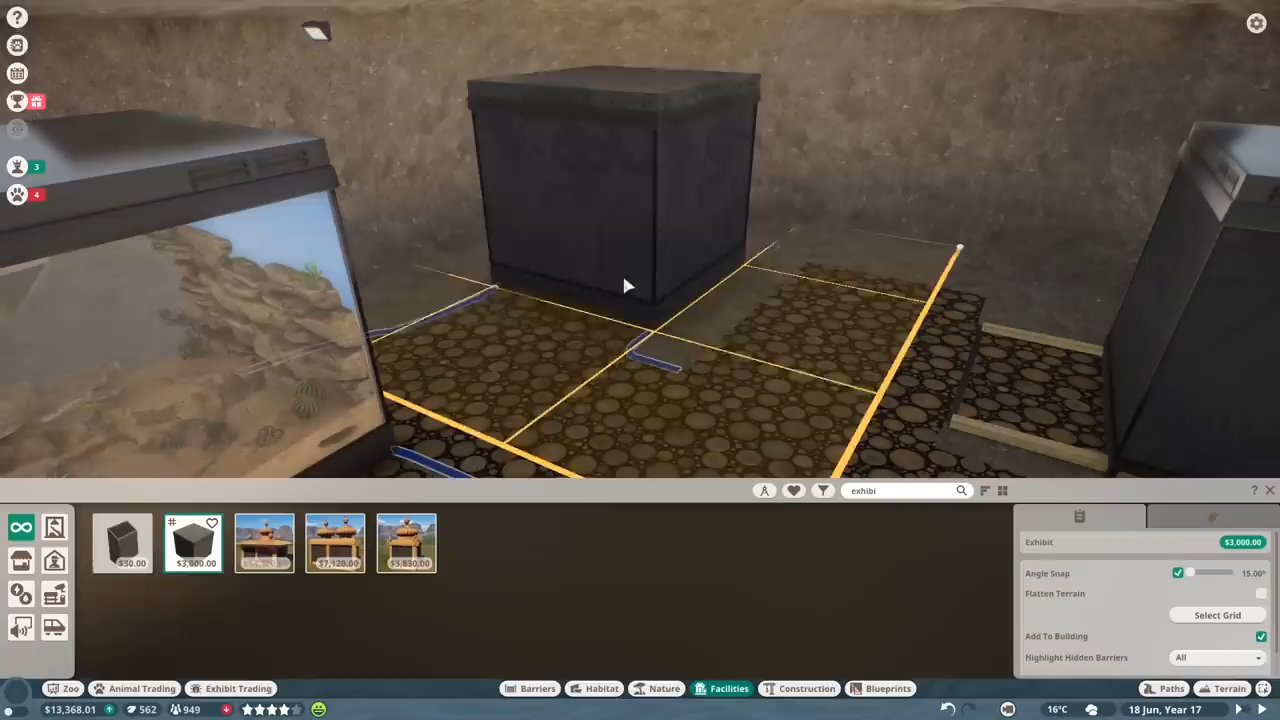 ?
3
4
exhibi
? ×
$30.00
$3,000.00
$7,120.00
$3,830.00
Exhibit
$3,000.00
Angle Snap
15.00°
Flatten Terrain
Select Grid
Add To Building
Highlight Hidden Barriers
All
Zoo
Animal Trading
Exhibit Trading
Barriers
Habitat
Nature
Facilities
Construction
Blueprints
Paths
Terrain
$13,368.01
562
949
16°C
18 Jun, Year 17